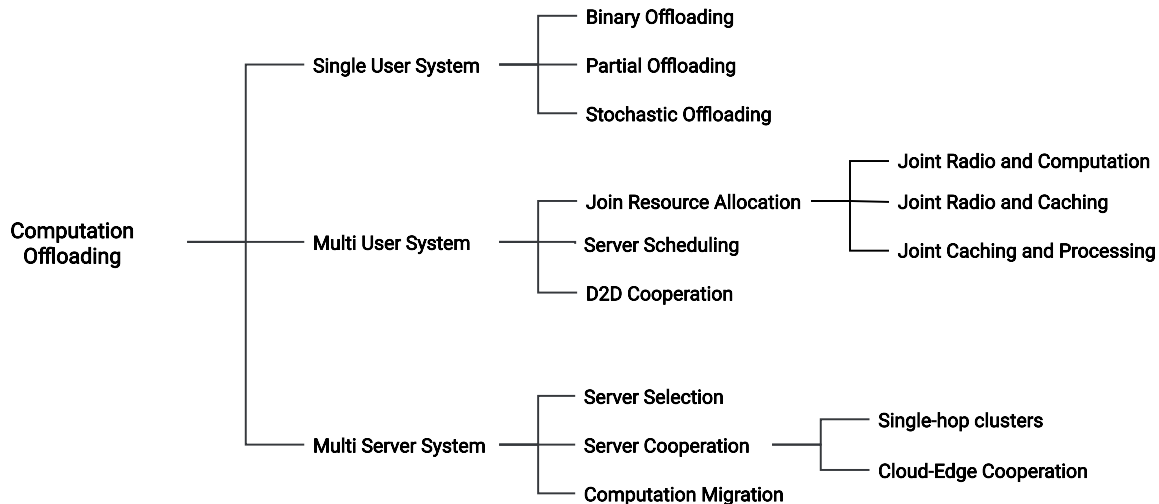 Computation
Offloading
Single User System
Binary Offloading
Partial Offloading
Stochastic Offloading
Multi User System
Join Resource Allocation
Joint Radio and Computation
Joint Radio and Caching
Joint Caching and Processing
Server Scheduling
D2D Cooperation
Multi Server System
Server Selection
Server Cooperation
Single-hop clusters
Cloud-Edge Cooperation
Computation Migration